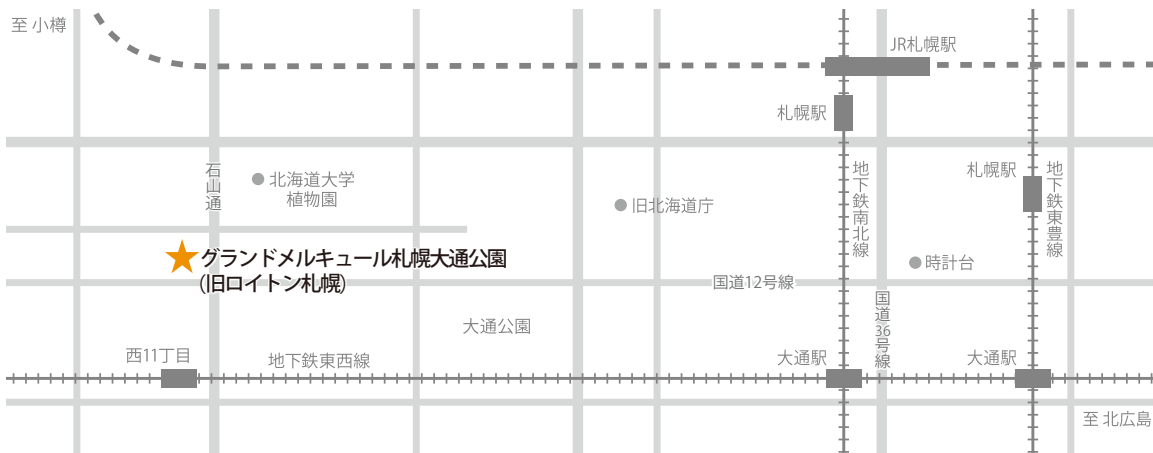 至 小樽
JR札幌駅
札幌駅
石山通
北海道大学
植物園
地下鉄南北線
札幌駅
地下鉄東豊線
旧北海道庁
グランドメルキュール札幌大通公園
(旧ロイトン札幌)
時計台
国道12号線
国道36号線
大通公園
西11丁目
地下鉄東西線
大通駅
大通駅
至 北広島